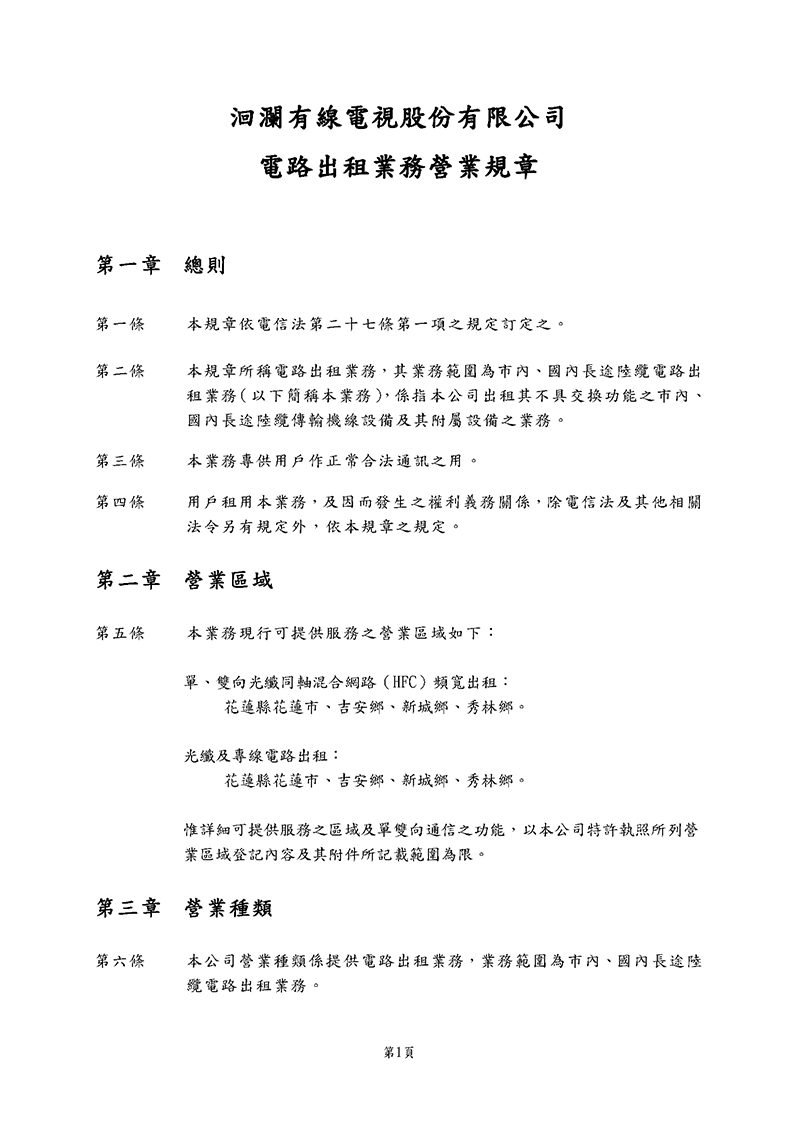 洄瀾有線電視股份有限公司
電路出租業務營業規章
第一章　總則
第一條　本規章依電信法第二十七條第一項之規定訂定之。
第二條　本規章所稱電路出租業務，其業務範圍為市內、國內長途陸纜電路出
租業務(以下簡稱本業務)，係指本公司出租其不具交換功能之市內、
國內長途陸纜傳輸機線設備及其附屬設備之業務。
第三條　本業務專供用戶作正常合法通訊之用。
第四條　用戶租用本業務，及因而發生之權利義務關係，除電信法及其他相關
法令另有規定外，依本規章之規定。
第二章　營業區域
第五條　本業務現行可提供服務之營業區域如下：
單、雙向光纖同軸混合網路(HFC)頻寬出租：
花蓮縣花蓮市、吉安鄉、新城鄉、秀林鄉。
光纖及專線電路出租：
花蓮縣花蓮市、吉安鄉、新城鄉、秀林鄉。
惟詳細可提供服務之區域及單雙向通信之功能，以本公司特許執照所列營
業區域登記內容及其附件所記載範圍為限。
第三章　營業種類
第六條　本公司營業種類係提供電路出租業務，業務範圍為市內、國內長途陸
纜電路出租業務。
第1頁